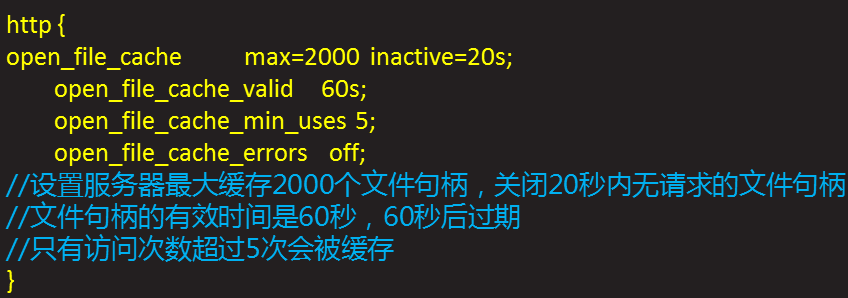 http {
open_file_cache max=2000 inactive=20s;
open_file_cache_valid 60s;
open_file_cache_min_uses 5;
open_file_cache_errors off;
//设置服务器最大缓存2000个文件句柄，关闭20秒内无请求的文件句柄
//文件句柄的有效时间是60秒，60秒后过期
//只有访问次数超过5次会被缓存
}